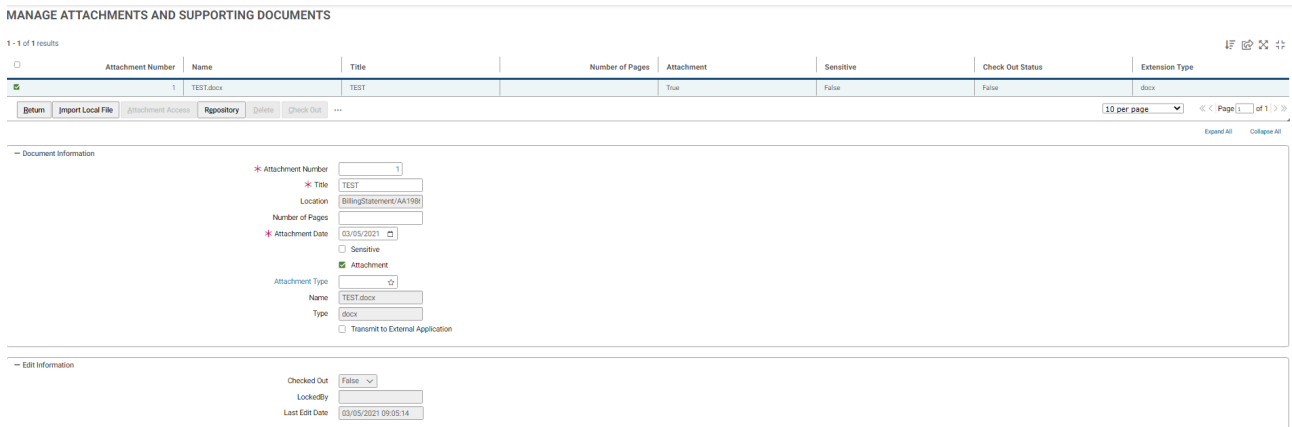 MANAGE ATTACHMENTS AND SUPPORTING DOCUMENTS
1 - 1 of 1 results
Attachment Number Name Title Number of Pages Attachment Sensitive Check Out Status Extension Type
1 TEST.docx TEST True False False docx
Return Import Local File Attachment Access Repository Delete Check Out ... 10 per page Page 1 of 1
Expand All Collapse All
Document Information
Attachment Number 1
Title TEST
Location BillingStatement/AA198
Number of Pages
Attachment Date 03/05/2021
Sensitive
Attachment
Attachment Type
Name TEST.docx
Type docx
Transmit to External Application
Edit Information
Checked Out False
LockedBy
Last Edit Date 03/05/2021 09:05:14